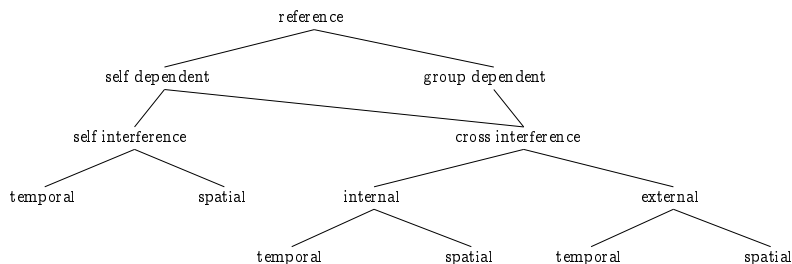 reference
self dependent group dependent
self interference cross interference
temporal spatial internal external
temporal spatial temporal spatial